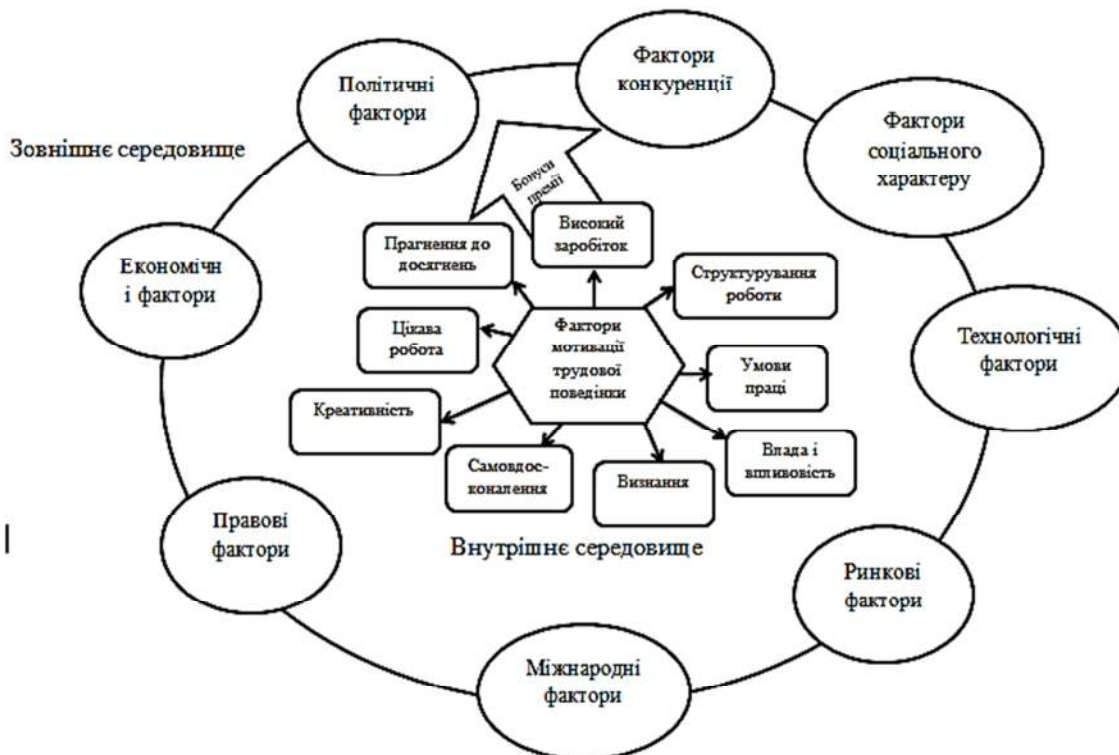 Політичні
фактори
Фактори
конкуренції
Фактори
соціального
характеру
Зовнішнє середовище
Бонуси
премії
Високий
заробіток
Прагнення до
досягнень
Економічн
і фактори
Структурування
роботи
Цікава
робота
Фактори
мотивації
трудової
поведінки
Умови
праці
Технологічні
фактори
Креативність
Самовдос-
коналення
Визнання
Влада і
впливовість
Правові
фактори
Внутрішнє середовище
Ринкові
фактори
Міжнародні
фактори